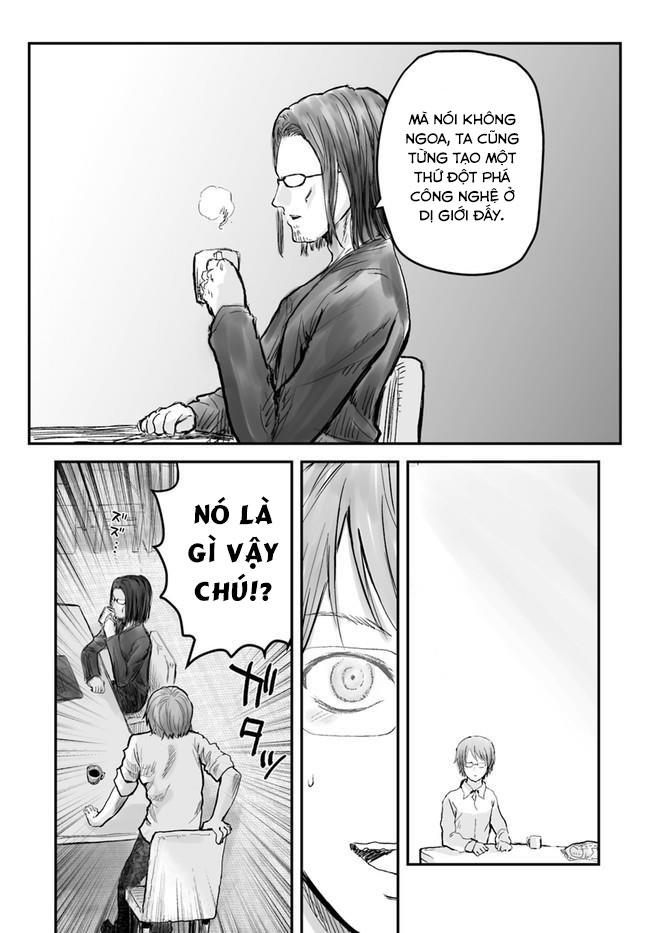 MÀ NÓI KHÔNG
NGOA, TA CŨNG
TỪNG TẠO MỘT
THỨ ĐỘT PHÁ
CÔNG NGHỆ Ở
DỊ GIỚI ĐẤY.
NÓ LÀ
GÌ VẬY
CHÚ!?
ズズ…
ガタッ